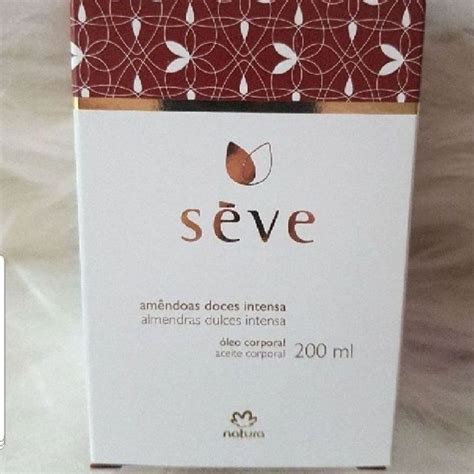 sève
amêndoas doces intensa
almendras dulces intensa
óleo corporal
aceite corporal 200 ml
natura